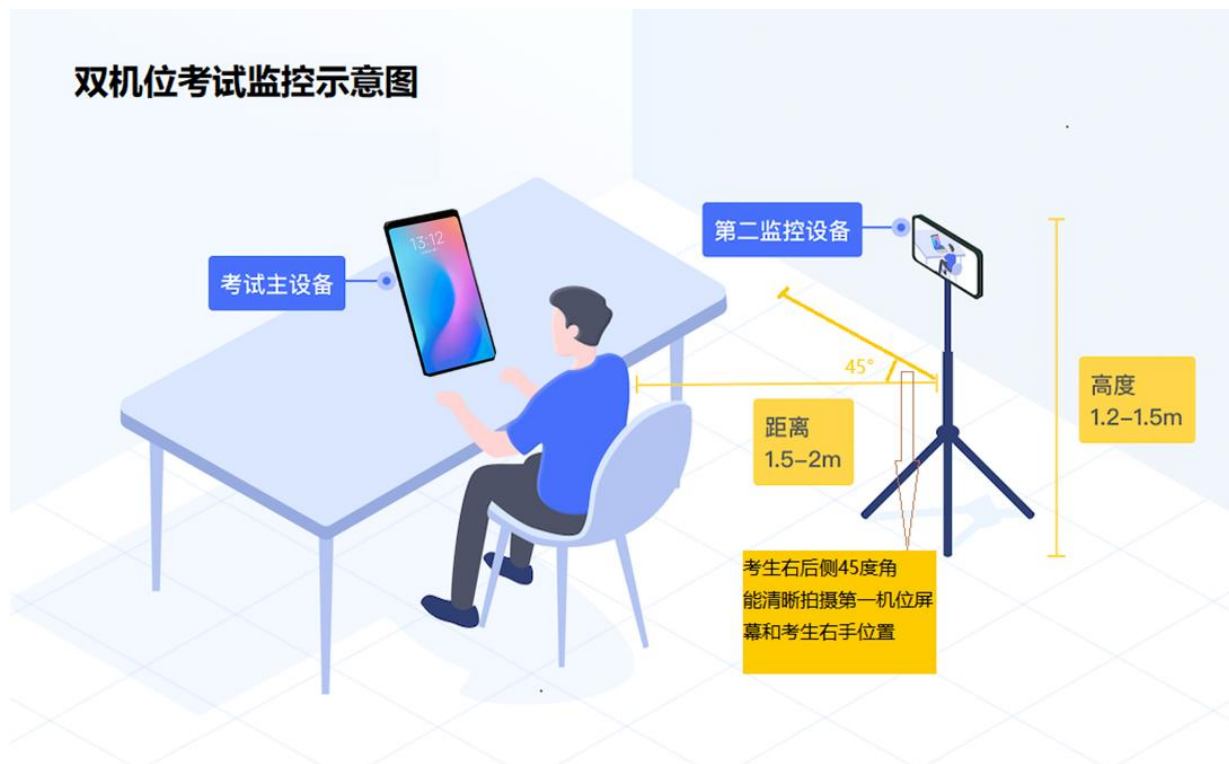 双机位考试监控示意图
第二监控设备
13:12
考试主设备
45°
高度
1.2-1.5m
距离
1.5-2m
考生右后侧45度角
能清晰拍摄第一机位屏
幕和考生右手位置